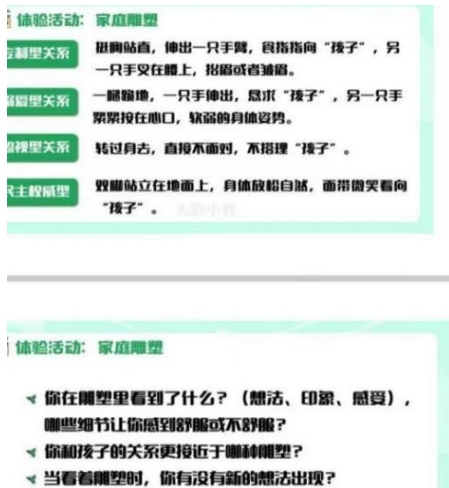 体验活动：家庭雕塑
制型关系
挺胸站直，伸出一只手臂，食指指向“孩子”，另
一只手叉在腰上，抬眉或者皱眉。
爱型关系
一腿跪地，一只手伸出，恳求“孩子”，另一只手
紧紧按在心口，软弱的身体姿势。
视型关系
转过身去，直接不面对，不搭理“孩子”。
主权威型
双脚站立在地面上，身体放松自然，面带微笑看向
“孩子”。
体验活动：家庭雕塑
你在雕塑里看到了什么？（想法、印象、感受），
哪些细节让你感到舒服或不舒服？
你和孩子的关系更接近于哪种雕塑？
当看着雕塑时，你有没有新的想法出现？